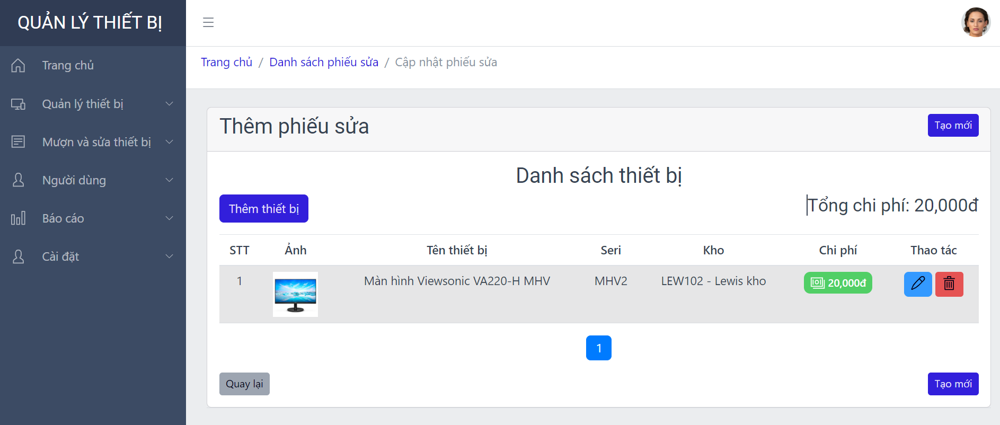 QUẢN LÝ THIẾT BỊ
Trang chủ
Quản lý thiết bị
Mượn và sửa thiết bị
Người dùng
Báo cáo
Cài đặt
Trang chủ / Danh sách phiếu sửa / Cập nhật phiếu sửa
Thêm phiếu sửa
Tạo mới
Danh sách thiết bị
Thêm thiết bị
Tổng chi phí: 20,000đ
STT Ảnh Tên thiết bị Seri Kho Chi phí Thao tác
1 Màn hình Viewsonic VA220-H MHV MHV2 LEW102 - Lewis kho 20,000đ
1
Quay lại
Tạo mới